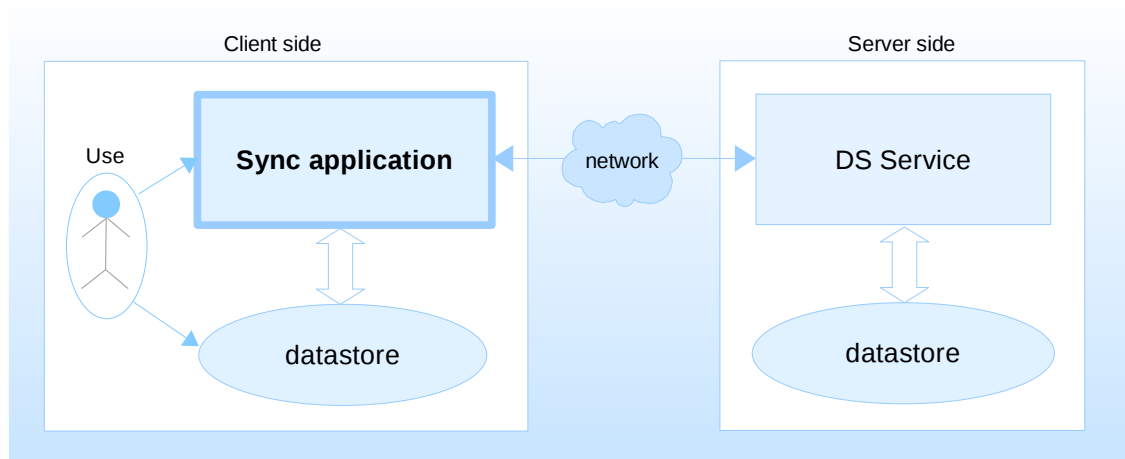 Client side
Server side
Use
Sync application
network
DS Service
datastore
datastore